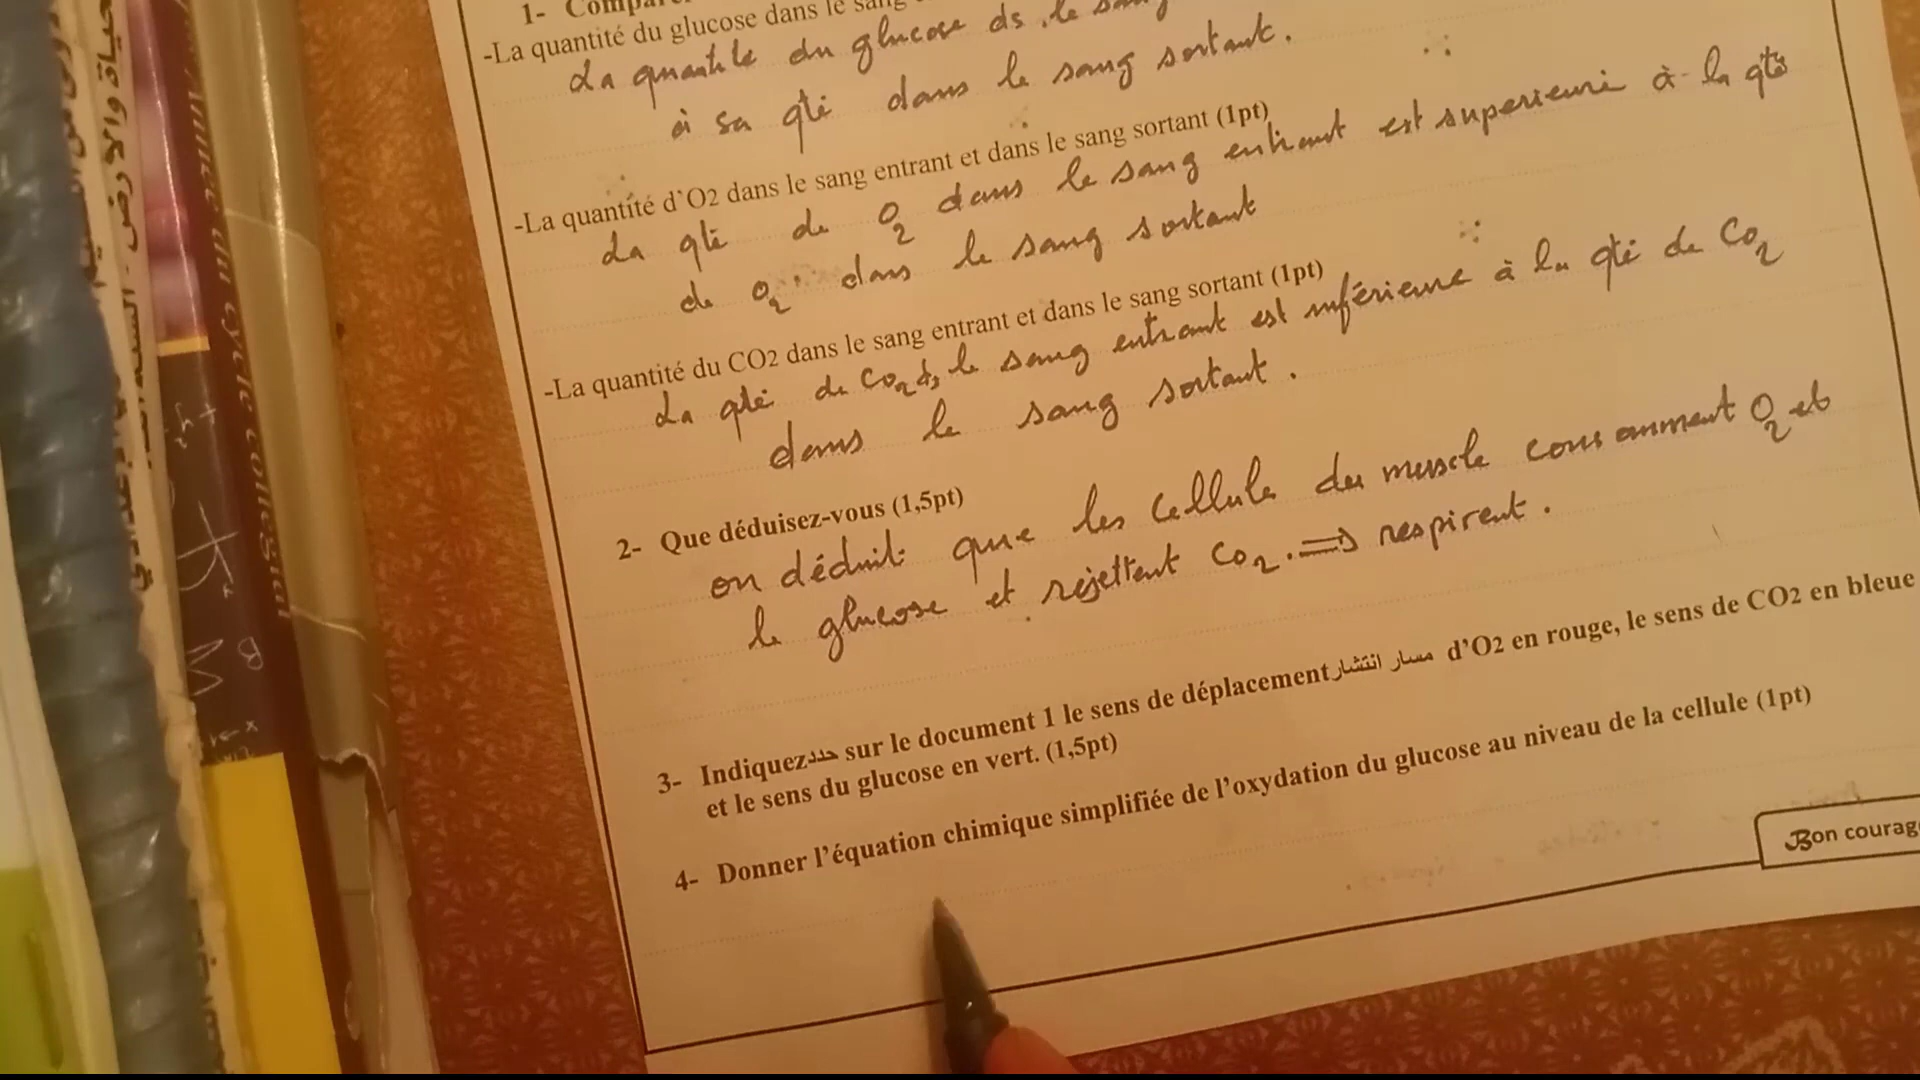 1- Compare
-La quantité du glucose dans le sang
La quantité du glucose ds le sang
à sa qté dans le sang sortant.
-La quantité d'O2 dans le sang entrant et dans le sang sortant (1pt)
La qté de O2 dans le sang entrant est superieure à la qté
de O2 dans le sang sortant
-La quantité du CO2 dans le sang entrant et dans le sang sortant (1pt)
La qté de CO2 ds le sang entrant est inférieure à la qté de CO2
dans le sang sortant.
2- Que déduisez-vous (1,5pt)
on déduit que les cellule du muscle consomment O2 et
le glucose et rejettent CO2. ⇒ respirent.
3- Indiquez حدد sur le document 1 le sens de déplacement مسار انتشار d'O2 en rouge, le sens de CO2 en bleue
et le sens du glucose en vert. (1,5pt)
4- Donner l'équation chimique simplifiée de l'oxydation du glucose au niveau de la cellule (1pt)
Bon courag